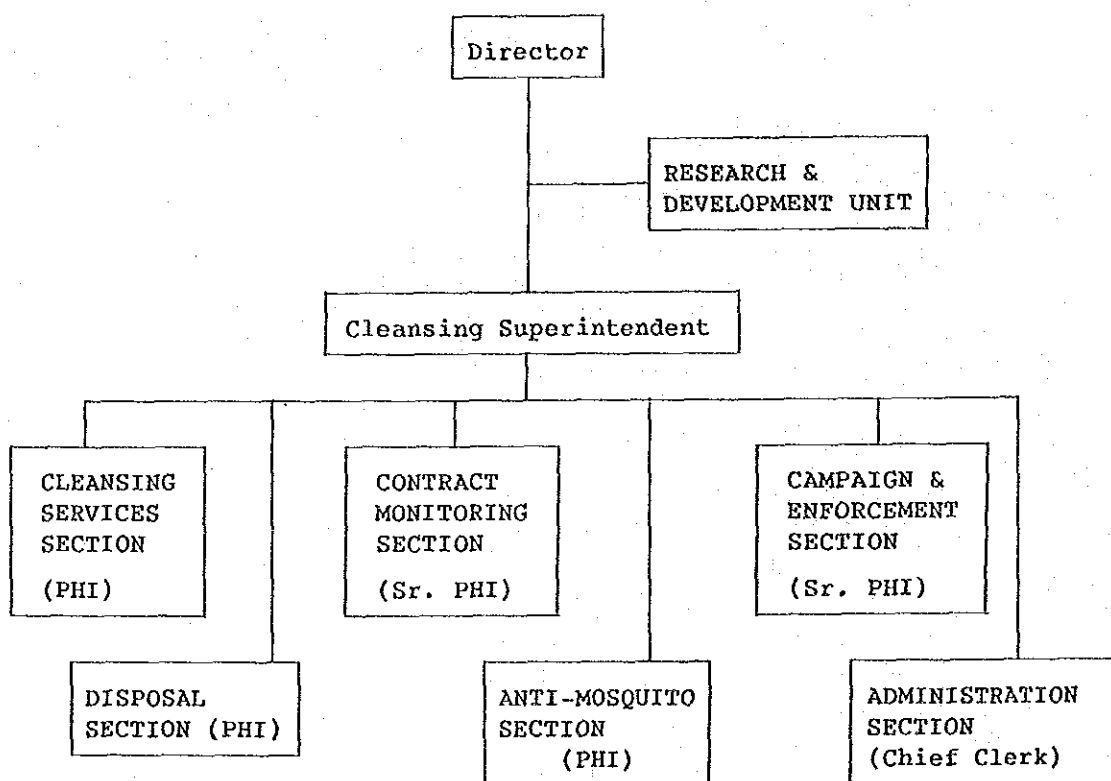 Director
RESEARCH &
DEVELOPMENT UNIT
Cleansing Superintendent
CLEANSING
SERVICES
SECTION
(PHI)
CONTRACT
MONITORING
SECTION
(Sr. PHI)
CAMPAIGN &
ENFORCEMENT
SECTION
(Sr. PHI)
DISPOSAL
SECTION (PHI)
ANTI-MOSQUITO
SECTION
(PHI)
ADMINISTRATION
SECTION
(Chief Clerk)